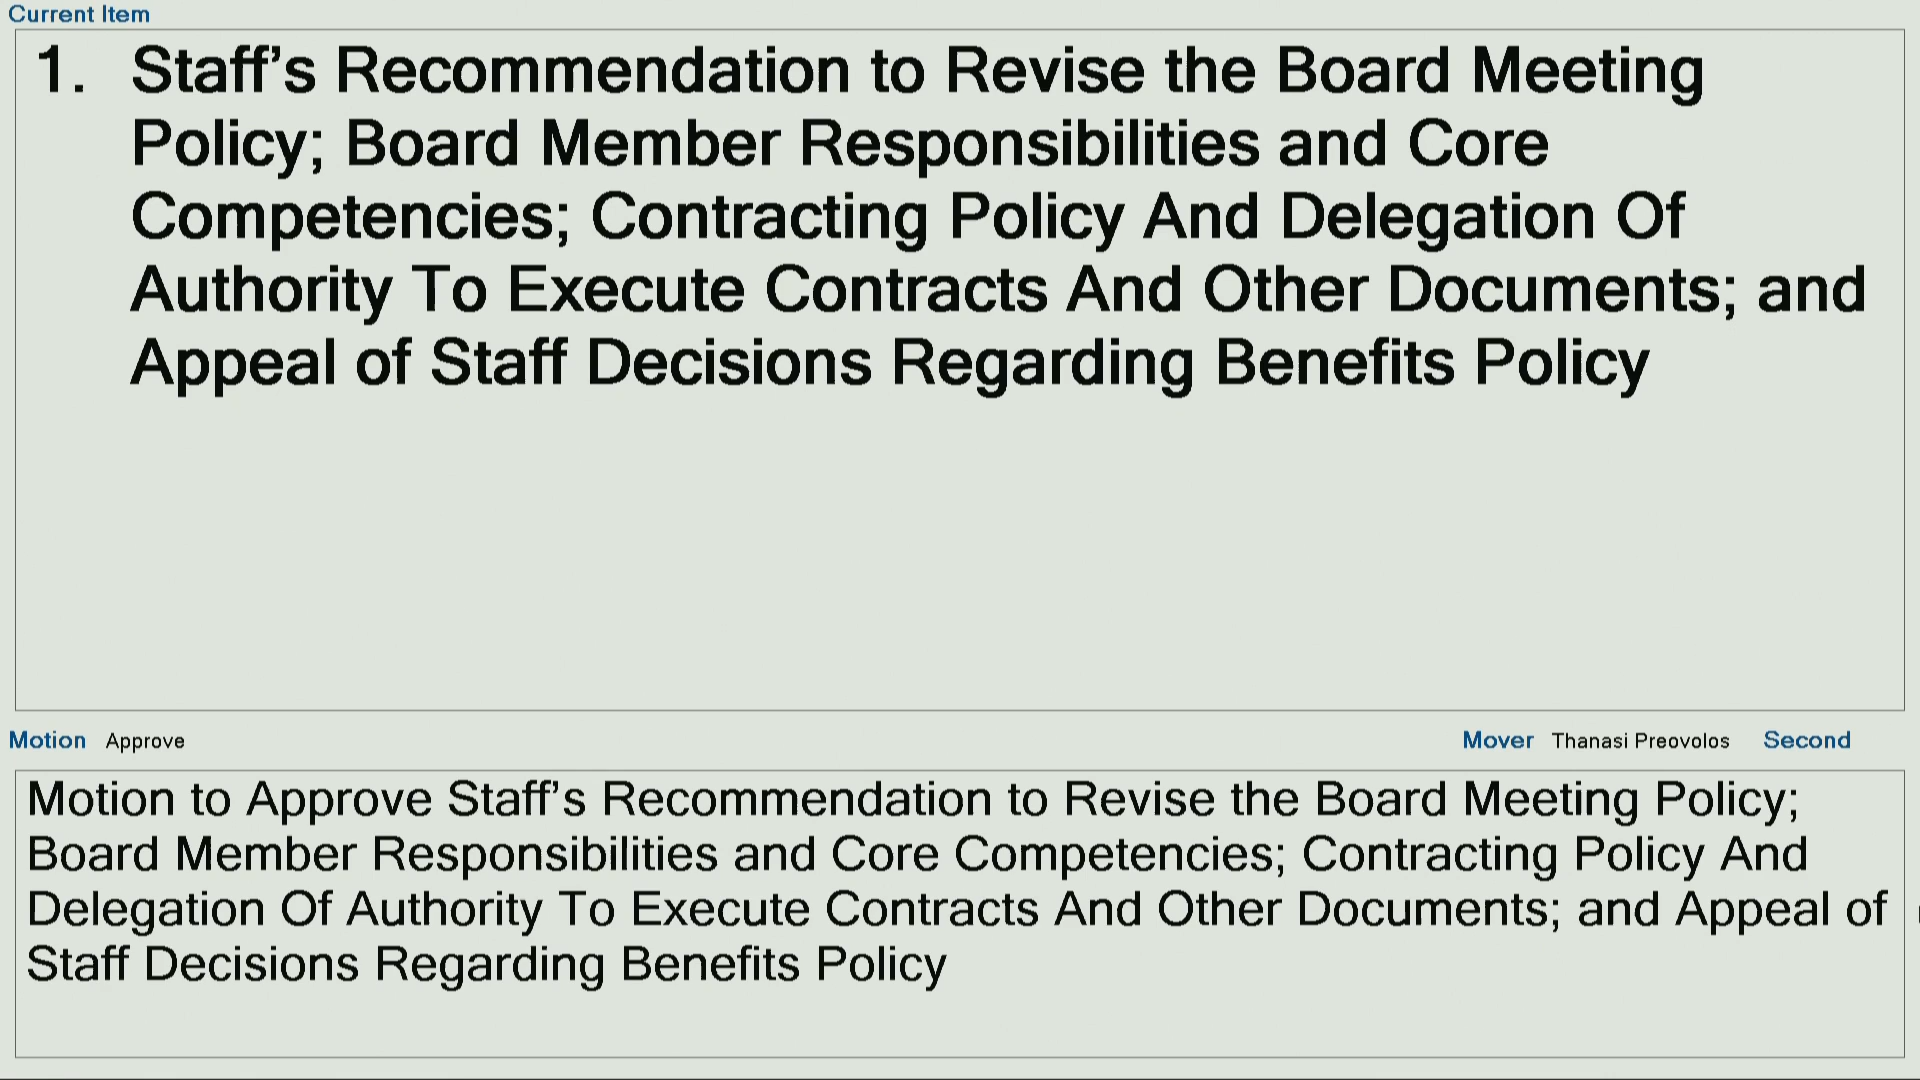 Current Item
1. Staff's Recommendation to Revise the Board Meeting
Policy; Board Member Responsibilities and Core
Competencies; Contracting Policy And Delegation Of
Authority To Execute Contracts And Other Documents; and
Appeal of Staff Decisions Regarding Benefits Policy
Motion Approve Mover Thanasi Preovolos Second
Motion to Approve Staff's Recommendation to Revise the Board Meeting Policy;
Board Member Responsibilities and Core Competencies; Contracting Policy And
Delegation Of Authority To Execute Contracts And Other Documents; and Appeal of
Staff Decisions Regarding Benefits Policy